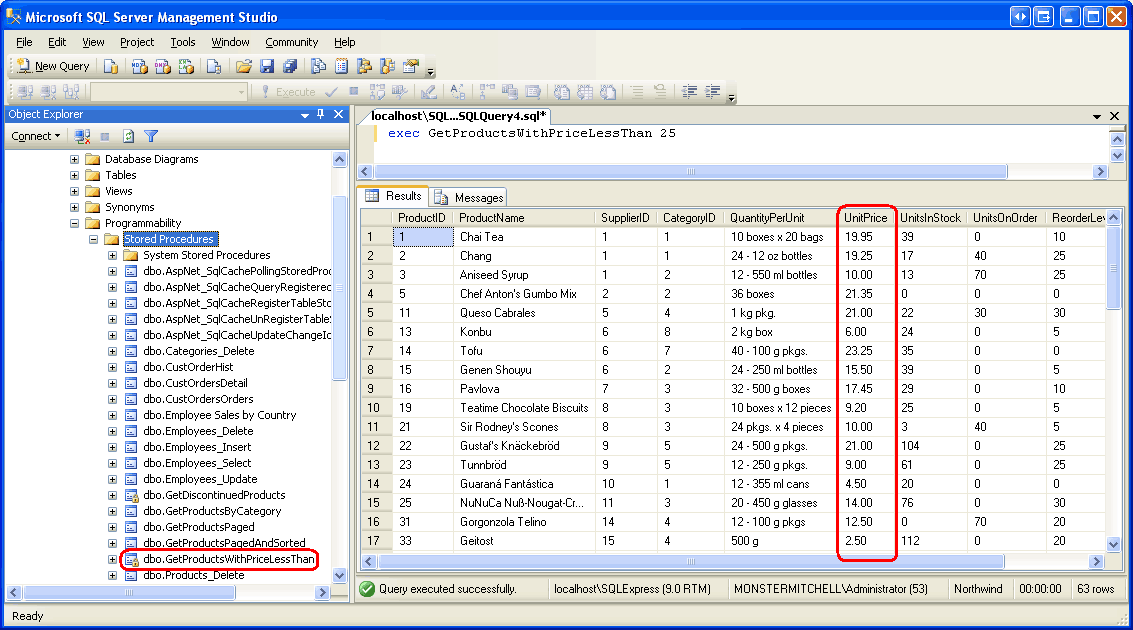 Microsoft SQL Server Management Studio
File Edit View Project Tools Window Community Help
New Query
Execute
Object Explorer
Connect
Database Diagrams
Tables
Views
Synonyms
Programmability
Stored Procedures
System Stored Procedures
dbo.AspNet_SqlCachePollingStoredProc
dbo.AspNet_SqlCacheQueryRegistered
dbo.AspNet_SqlCacheRegisterTableSto
dbo.AspNet_SqlCacheUnRegisterTableS
dbo.AspNet_SqlCacheUpdateChangeIc
dbo.Categories_Delete
dbo.CustOrderHist
dbo.CustOrdersDetail
dbo.CustOrdersOrders
dbo.Employee Sales by Country
dbo.Employees_Delete
dbo.Employees_Insert
dbo.Employees_Select
dbo.Employees_Update
dbo.GetDiscontinuedProducts
dbo.GetProductsByCategory
dbo.GetProductsPaged
dbo.GetProductsPagedAndSorted
dbo.GetProductsWithPriceLessThan
dbo.Products_Delete
localhost\SQL...SQLQuery4.sql*
exec GetProductsWithPriceLessThan 25
Results Messages
ProductID ProductName SupplierID CategoryID QuantityPerUnit UnitPrice UnitsInStock UnitsOnOrder ReorderLev
1 1 Chai Tea 1 1 10 boxes x 20 bags 19.95 39 0 10
2 2 Chang 1 1 24 - 12 oz bottles 19.25 17 40 25
3 3 Aniseed Syrup 1 2 12 - 550 ml bottles 10.00 13 70 25
4 5 Chef Anton's Gumbo Mix 2 2 36 boxes 21.35 0 0 0
5 11 Queso Cabrales 5 4 1 kg pkg. 21.00 22 30 30
6 13 Konbu 6 8 2 kg box 6.00 24 0 5
7 14 Tofu 6 7 40 - 100 g pkgs. 23.25 35 0 0
8 15 Genen Shouyu 6 2 24 - 250 ml bottles 15.50 39 0 5
9 16 Pavlova 7 3 32 - 500 g boxes 17.45 29 0 10
10 19 Teatime Chocolate Biscuits 8 3 10 boxes x 12 pieces 9.20 25 0 5
11 21 Sir Rodney's Scones 8 3 24 pkgs. x 4 pieces 10.00 3 40 5
12 22 Gustaf's Knäckebröd 9 5 24 - 500 g pkgs. 21.00 104 0 25
13 23 Tunnbröd 9 5 12 - 250 g pkgs. 9.00 61 0 25
14 24 Guaraná Fantástica 10 1 12 - 355 ml cans 4.50 20 0 0
15 25 NuNuCa Nuß-Nougat-Cr... 11 3 20 - 450 g glasses 14.00 76 0 30
16 31 Gorgonzola Telino 14 4 12 - 100 g pkgs 12.50 0 70 20
17 33 Geitost 15 4 500 g 2.50 112 0 20
Query executed successfully. localhost\SQLExpress (9.0 RTM) MONSTERMITCHELL\Administrator (53) Northwind 00:00:00 63 rows
Ready